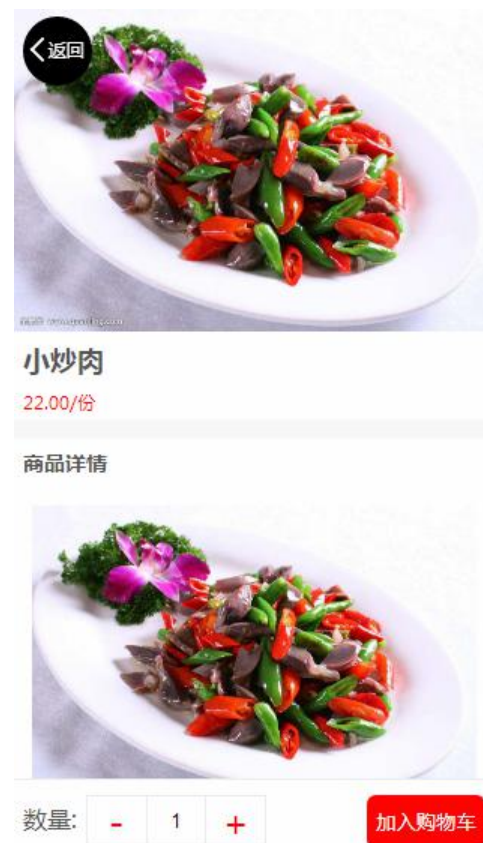 返回
小炒肉
22.00/份
商品详情
数量: - 1 +
加入购物车